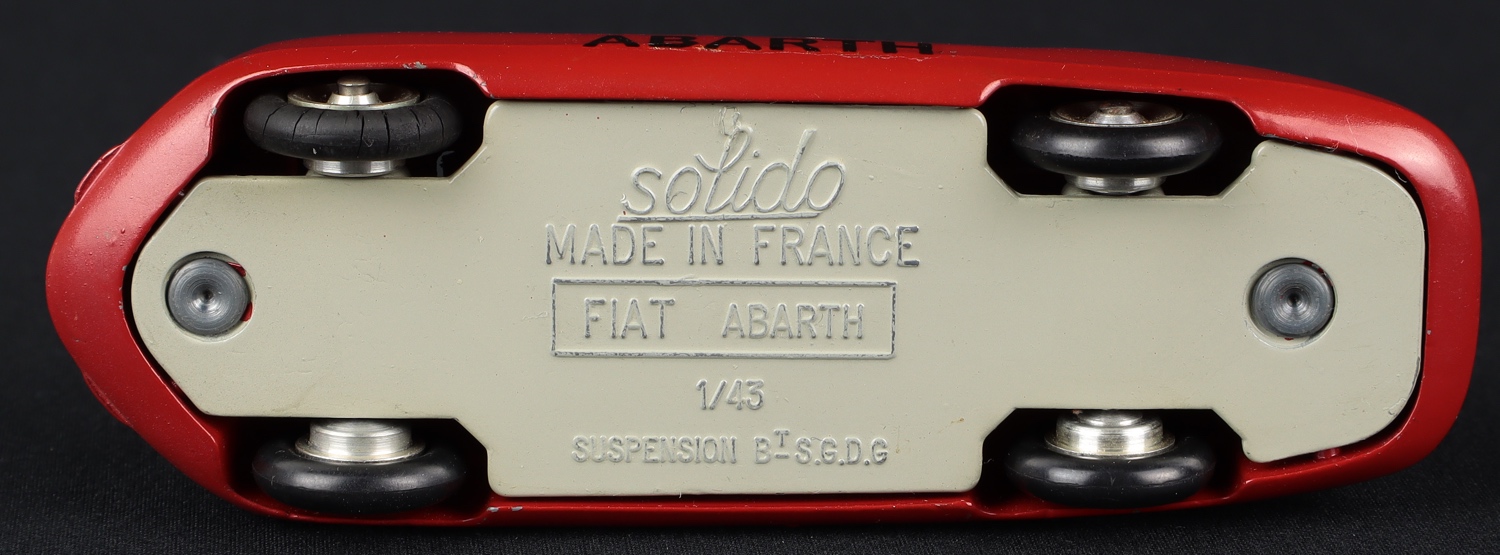 ABARTH
solido
MADE IN FRANCE
FIAT ABARTH
1/43
SUSPENSION BT S.G.D.G